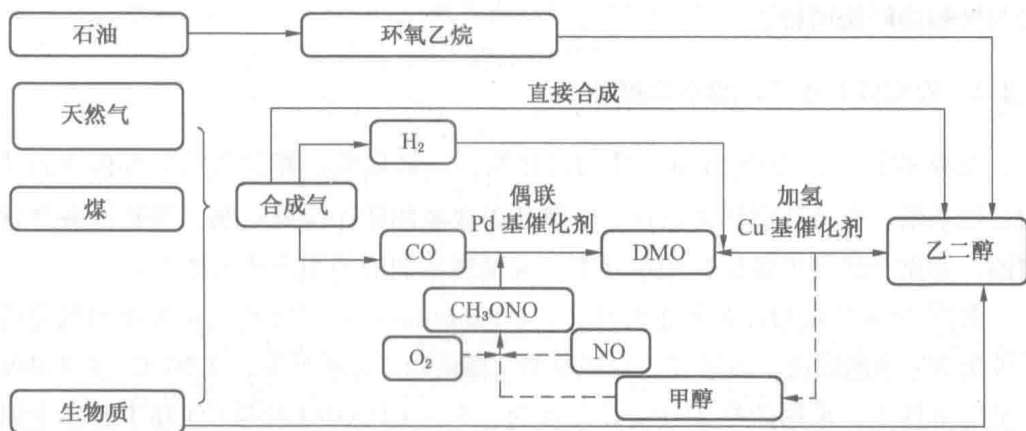 石油
环氧乙烷
天然气
直接合成
H₂
煤
合成气
偶联
Pd 基催化剂
加氢
Cu 基催化剂
CO
DMO
乙二醇
CH₃ONO
O₂
NO
甲醇
生物质